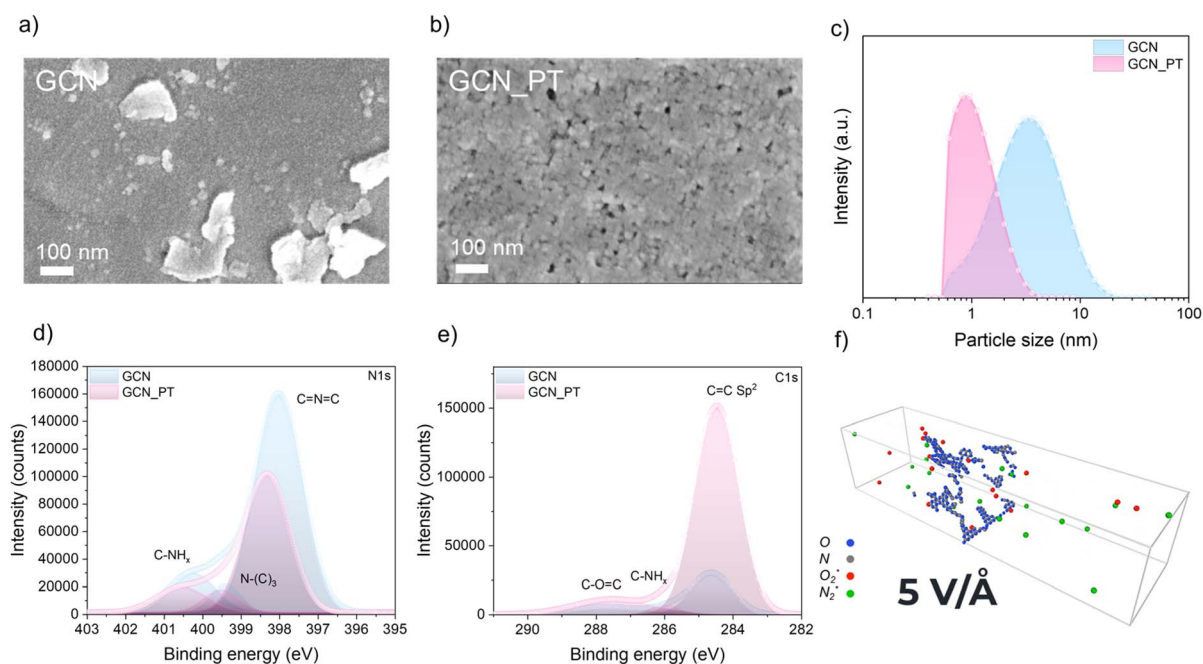 a)
GCN
100 nm
b)
GCN_PT
100 nm
c)
GCN
GCN_PT
Intensity (a.u.)
0.1
1
10
100
Particle size (nm)
d)
180000
160000
140000
120000
100000
80000
60000
40000
20000
0
Intensity (counts)
GCN
GCN_PT
N1s
C=N=C
C-NHₓ
N-(C)₃
403
402
401
400
399
398
397
396
395
Binding energy (eV)
e)
150000
100000
50000
0
Intensity (counts)
GCN
GCN_PT
C1s
C=C Sp²
C-O=C
C-NHₓ
290
288
286
284
282
Binding energy (eV)
f)
O
N
O₂*
N₂*
5 V/Å